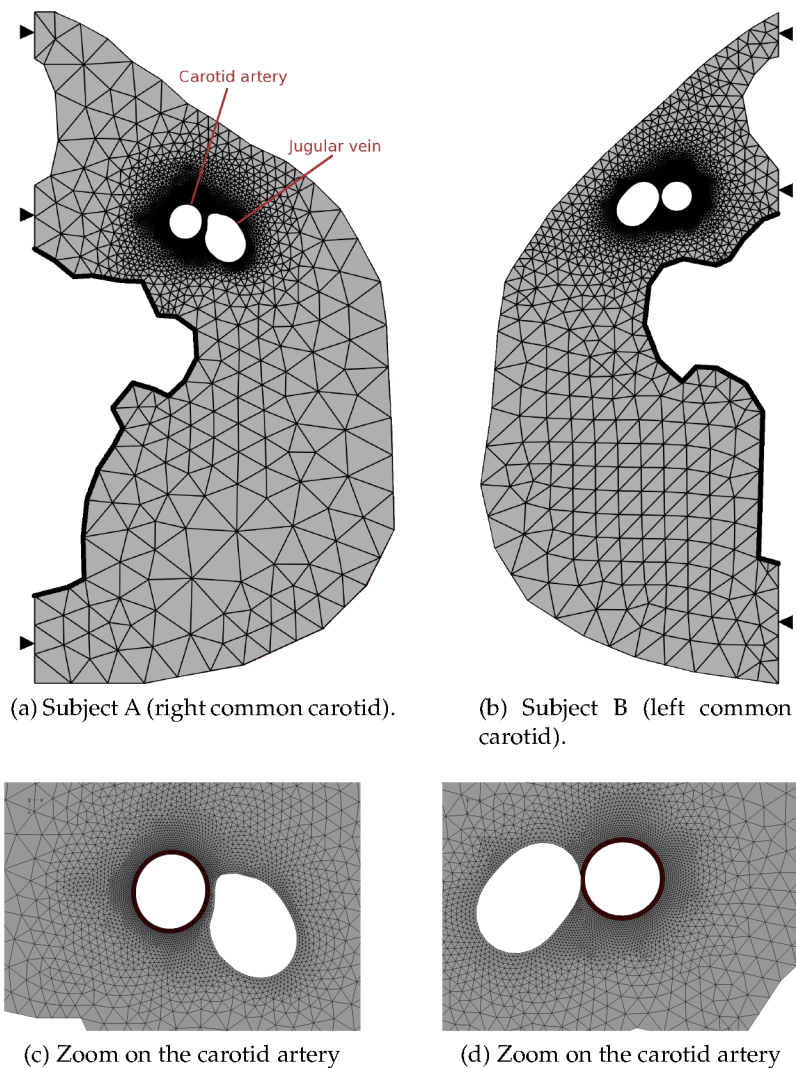 Carotid artery
Jugular vein
(a) Subject A (right common carotid).
(b) Subject B (left common
carotid).
(c) Zoom on the carotid artery
(d) Zoom on the carotid artery